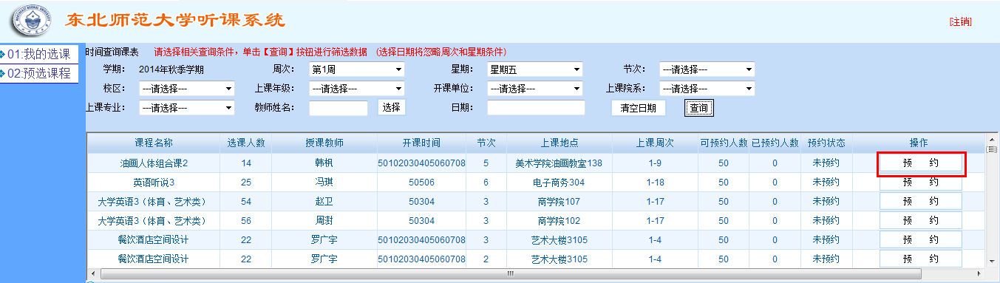 东北师范大学听课系统
[注销]
01:我的选课
02:预选课程
时间查询课表 请选择相关查询条件，单击【查询】按钮进行筛选数据 (选择日期将忽略周次和星期条件)
学期： 2014年秋季学期 周次： 第1周 星期： 星期五 节次： ---请选择---
校区： ---请选择--- 上课年级： ---请选择--- 开课单位： ---请选择--- 上课院系： ---请选择---
上课专业： ---请选择--- 教师姓名： 选择 日期： 清空日期 查询
课程名称 选课人数 授课教师 开课时间 节次 上课地点 上课周次 可预约人数 已预约人数 预约状态 操作
油画人体组合课2 14 韩枫 50102030405060708 5 美术学院油画教室138 1-9 50 0 未预约 预 约
英语听说3 25 冯琪 50506 6 电子商务304 1-18 50 0 未预约 预 约
大学英语3（体育、艺术类） 54 赵卫 50304 3 商学院107 1-17 50 0 未预约 预 约
大学英语3（体育、艺术类） 56 周澍 50304 3 商学院102 1-17 50 0 未预约 预 约
餐饮酒店空间设计 22 罗广宇 50102030405060708 3 艺术大楼3105 1-4 50 0 未预约 预 约
餐饮酒店空间设计 22 罗广宇 50102030405060708 2 艺术大楼3105 1-4 50 0 未预约 预 约